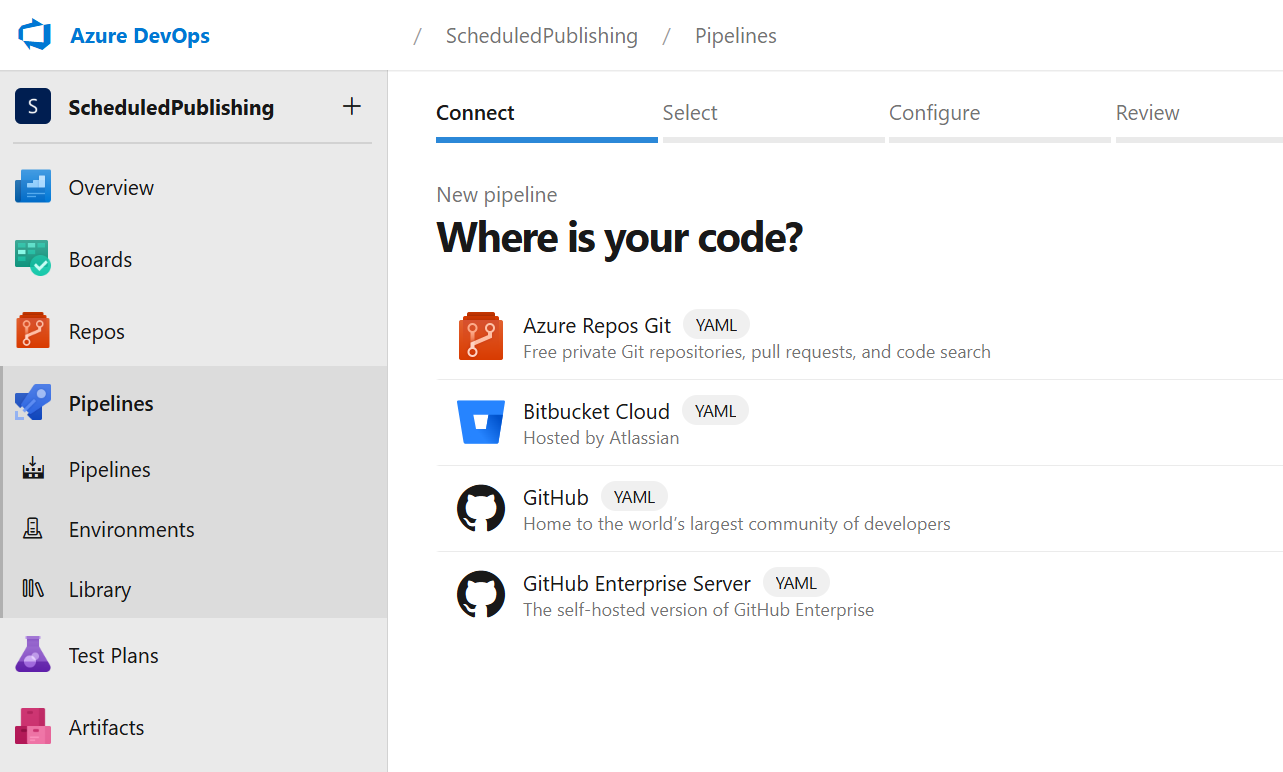 Azure DevOps / ScheduledPublishing / Pipelines
S ScheduledPublishing +
Overview
Boards
Repos
Pipelines
Pipelines
Environments
Library
Test Plans
Artifacts
Connect Select Configure Review
New pipeline
Where is your code?
Azure Repos Git YAML
Free private Git repositories, pull requests, and code search
Bitbucket Cloud YAML
Hosted by Atlassian
GitHub YAML
Home to the world’s largest community of developers
GitHub Enterprise Server YAML
The self-hosted version of GitHub Enterprise